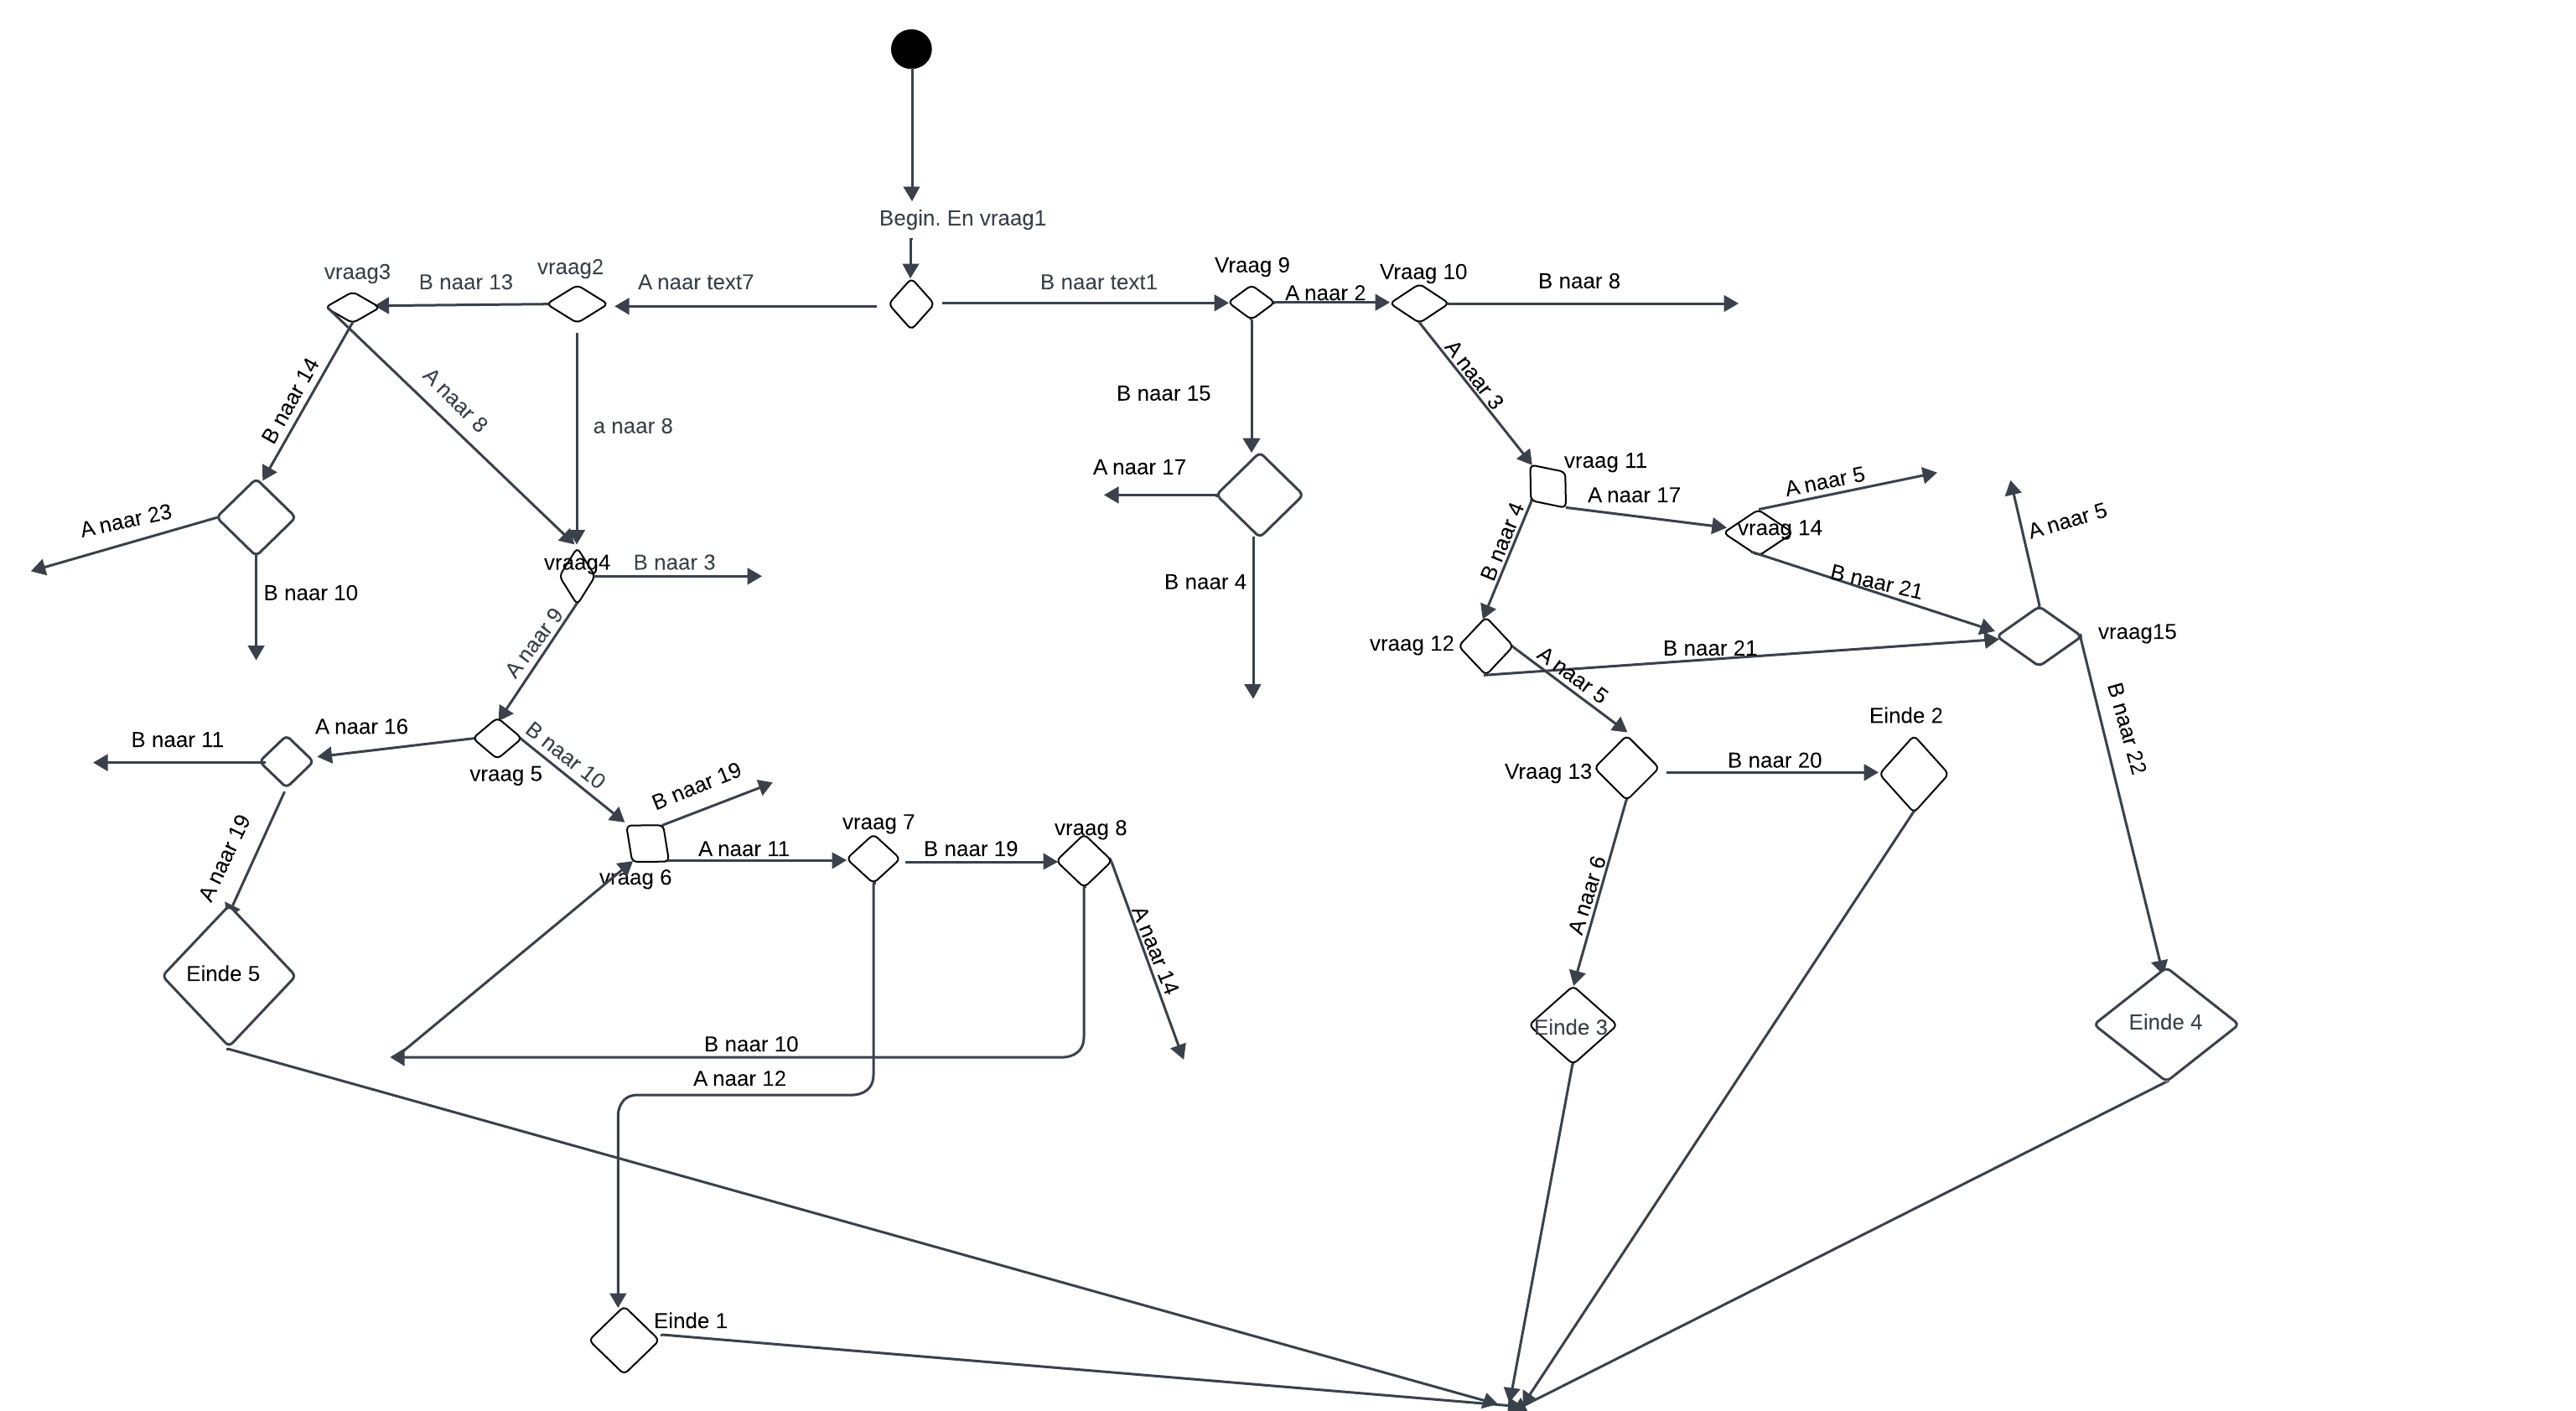 Begin. En vraag1
vraag3
B naar 13
vraag2
A naar text7
B naar text1
Vraag 9
A naar 2
Vraag 10
B naar 8
B naar 14
A naar 8
a naar 8
B naar 15
A naar 3
A naar 23
B naar 10
vraag4
B naar 3
A naar 17
B naar 4
vraag 11
A naar 17
A naar 5
vraag 14
A naar 5
B naar 4
B naar 21
A naar 9
vraag 12
B naar 21
vraag15
A naar 5
B naar 11
A naar 16
vraag 5
B naar 10
Einde 2
B naar 22
Vraag 13
B naar 20
B naar 19
A naar 19
vraag 6
A naar 11
vraag 7
B naar 19
vraag 8
A naar 6
A naar 14
Einde 5
Einde 3
Einde 4
B naar 10
A naar 12
Einde 1